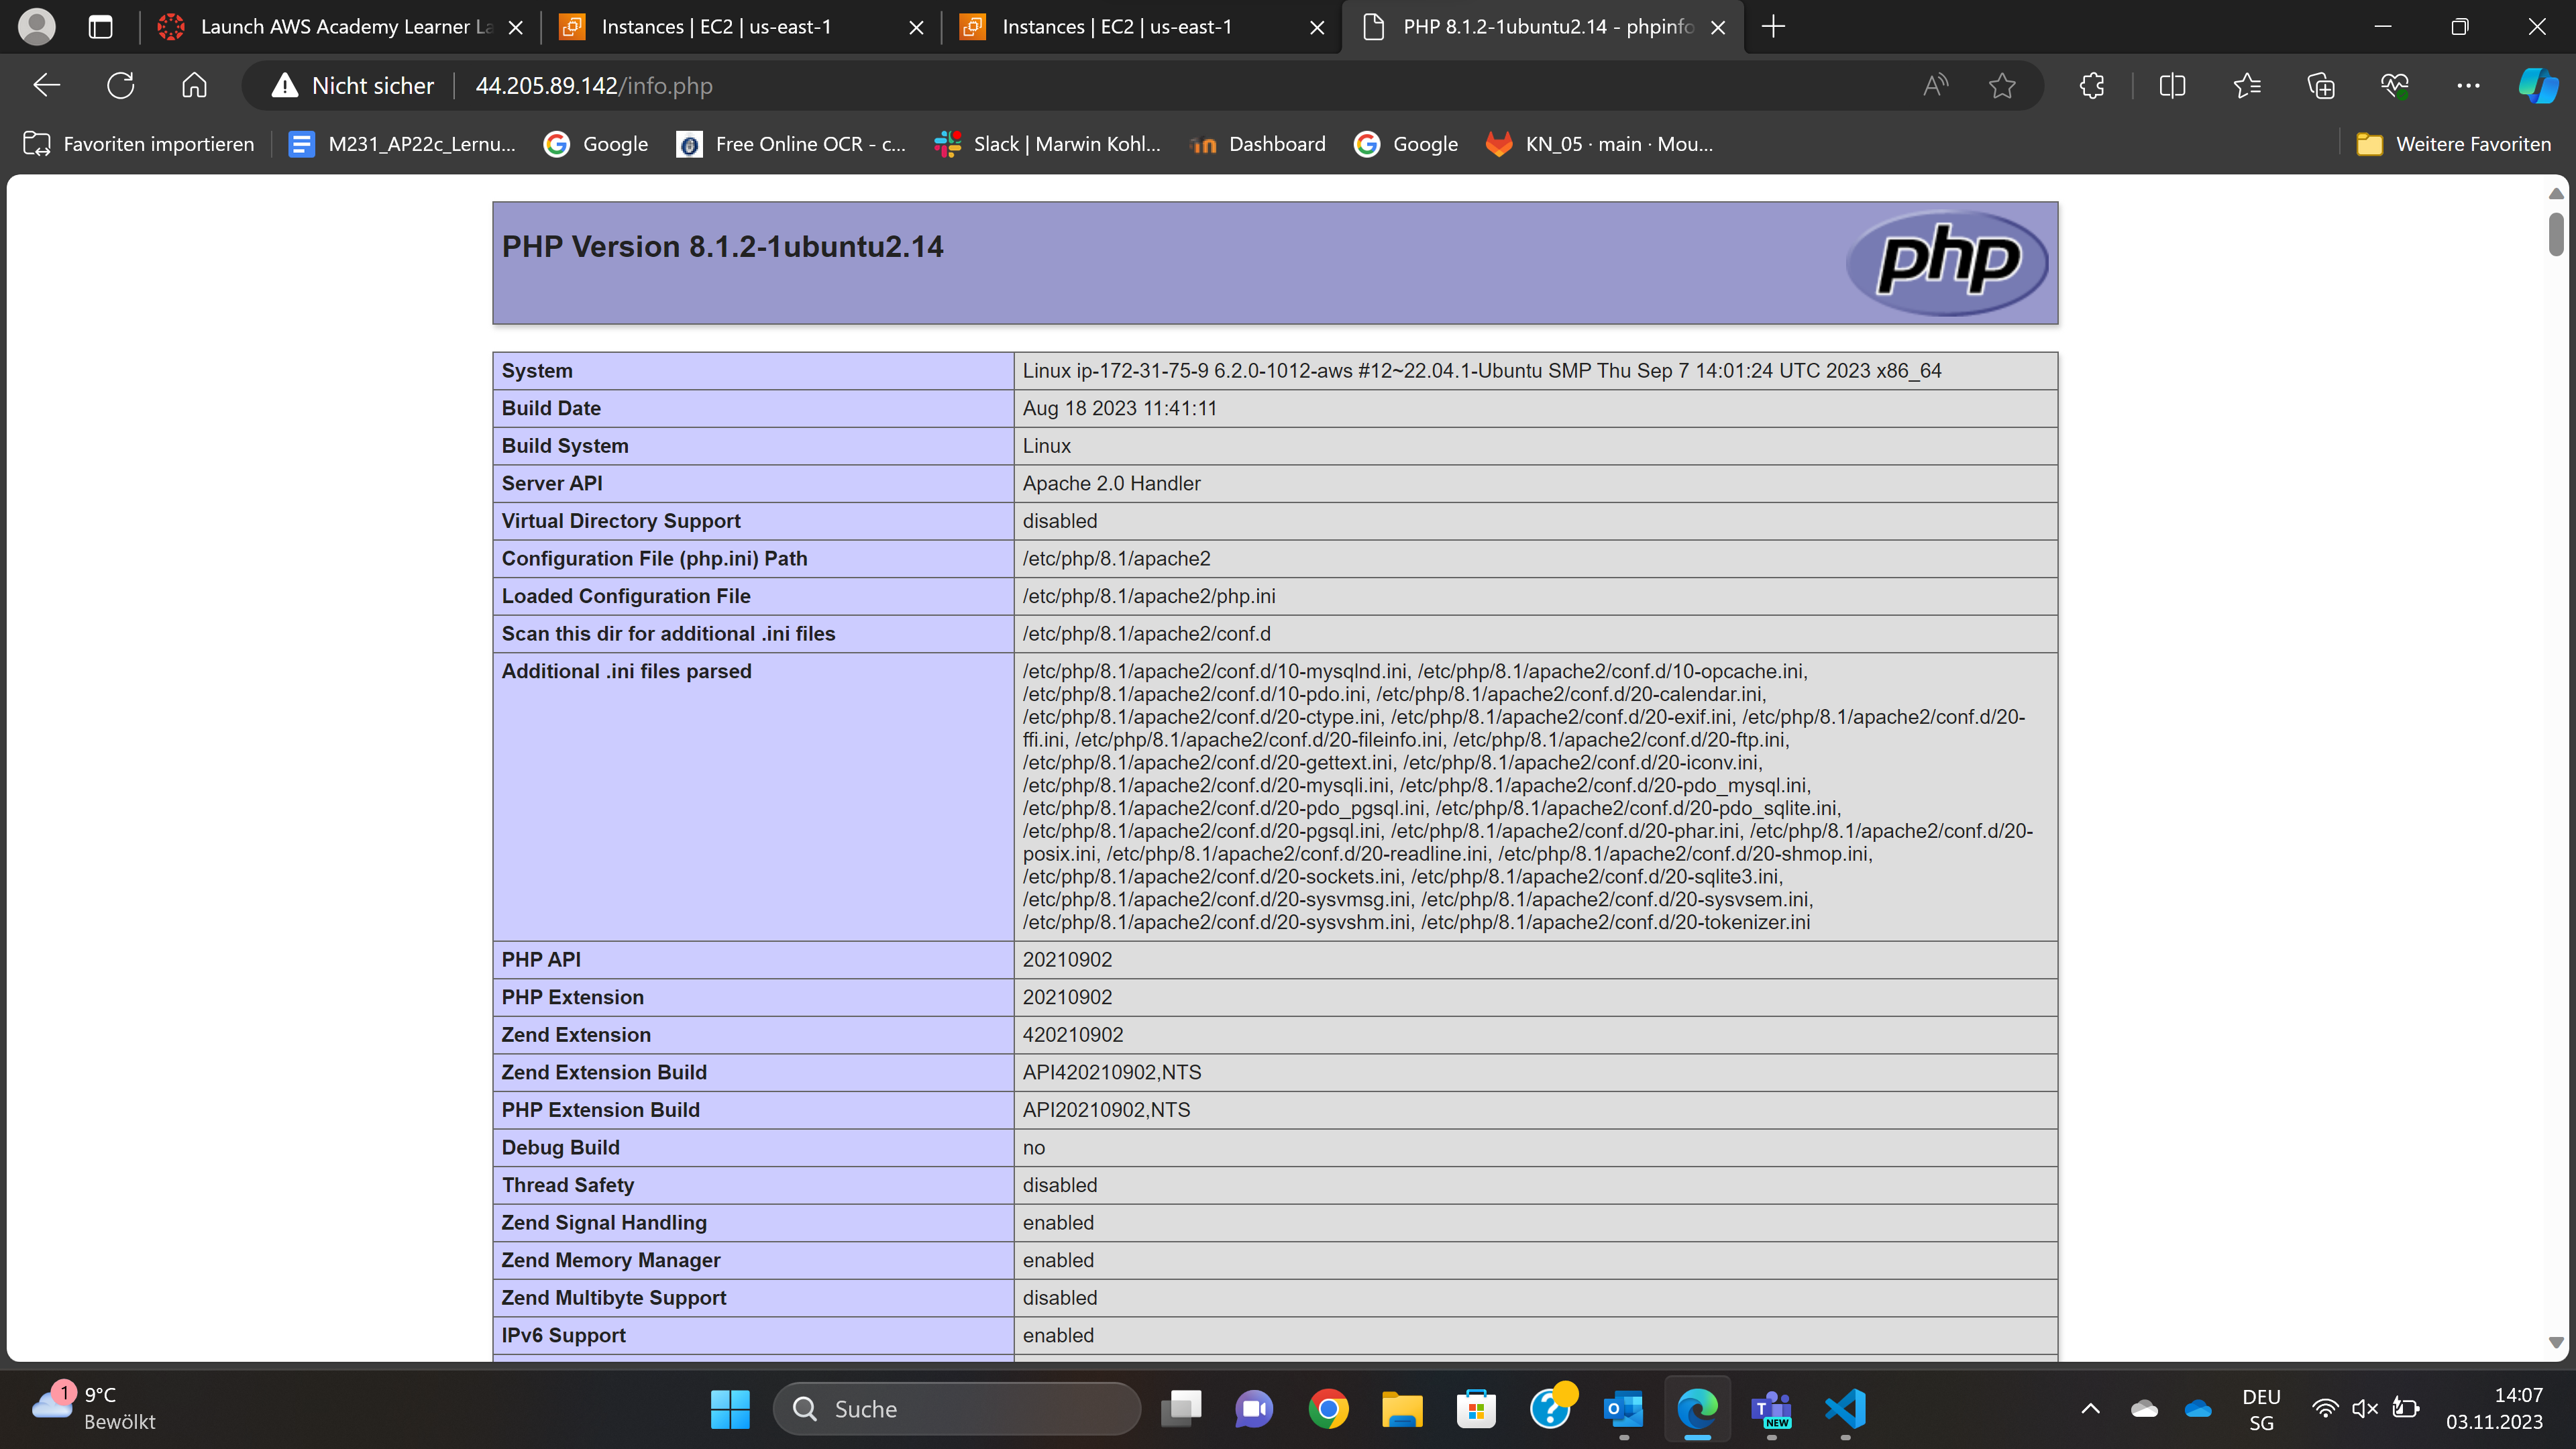 Launch AWS Academy Learner La
Instances | EC2 | us-east-1
Instances | EC2 | us-east-1
PHP 8.1.2-1ubuntu2.14 - phpinfo
Nicht sicher
44.205.89.142/info.php
Favoriten importieren
M231_AP22c_Lernu...
Google
Free Online OCR - c...
Slack | Marwin Kohl...
Dashboard
Google
KN_05 · main · Mou...
Weitere Favoriten
PHP Version 8.1.2-1ubuntu2.14
php
System Linux ip-172-31-75-9 6.2.0-1012-aws #12~22.04.1-Ubuntu SMP Thu Sep 7 14:01:24 UTC 2023 x86_64
Build Date Aug 18 2023 11:41:11
Build System Linux
Server API Apache 2.0 Handler
Virtual Directory Support disabled
Configuration File (php.ini) Path /etc/php/8.1/apache2
Loaded Configuration File /etc/php/8.1/apache2/php.ini
Scan this dir for additional .ini files /etc/php/8.1/apache2/conf.d
Additional .ini files parsed /etc/php/8.1/apache2/conf.d/10-mysqlnd.ini, /etc/php/8.1/apache2/conf.d/10-opcache.ini,
/etc/php/8.1/apache2/conf.d/10-pdo.ini, /etc/php/8.1/apache2/conf.d/20-calendar.ini,
/etc/php/8.1/apache2/conf.d/20-ctype.ini, /etc/php/8.1/apache2/conf.d/20-exif.ini, /etc/php/8.1/apache2/conf.d/20-
ffi.ini, /etc/php/8.1/apache2/conf.d/20-fileinfo.ini, /etc/php/8.1/apache2/conf.d/20-ftp.ini,
/etc/php/8.1/apache2/conf.d/20-gettext.ini, /etc/php/8.1/apache2/conf.d/20-iconv.ini,
/etc/php/8.1/apache2/conf.d/20-mysqli.ini, /etc/php/8.1/apache2/conf.d/20-pdo_mysql.ini,
/etc/php/8.1/apache2/conf.d/20-pdo_pgsql.ini, /etc/php/8.1/apache2/conf.d/20-pdo_sqlite.ini,
/etc/php/8.1/apache2/conf.d/20-pgsql.ini, /etc/php/8.1/apache2/conf.d/20-phar.ini, /etc/php/8.1/apache2/conf.d/20-
posix.ini, /etc/php/8.1/apache2/conf.d/20-readline.ini, /etc/php/8.1/apache2/conf.d/20-shmop.ini,
/etc/php/8.1/apache2/conf.d/20-sockets.ini, /etc/php/8.1/apache2/conf.d/20-sqlite3.ini,
/etc/php/8.1/apache2/conf.d/20-sysvmsg.ini, /etc/php/8.1/apache2/conf.d/20-sysvsem.ini,
/etc/php/8.1/apache2/conf.d/20-sysvshm.ini, /etc/php/8.1/apache2/conf.d/20-tokenizer.ini
PHP API 20210902
PHP Extension 20210902
Zend Extension 420210902
Zend Extension Build API420210902,NTS
PHP Extension Build API20210902,NTS
Debug Build no
Thread Safety disabled
Zend Signal Handling enabled
Zend Memory Manager enabled
Zend Multibyte Support disabled
IPv6 Support enabled
1
9°C
Bewölkt
Suche
NEW
DEU
SG
14:07
03.11.2023